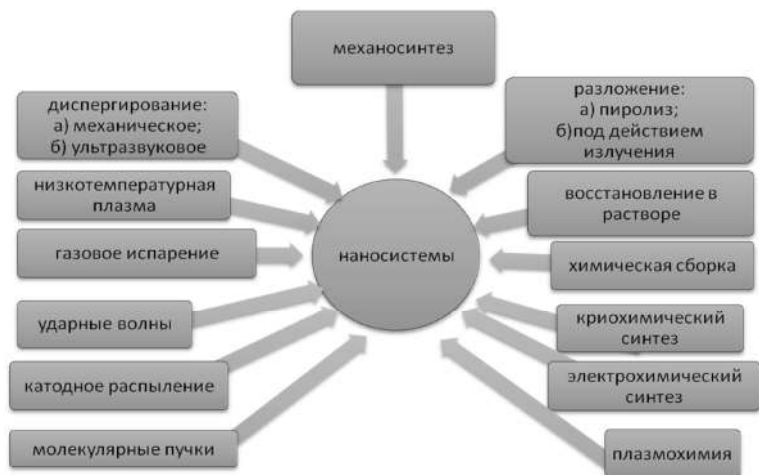 механосинтез
диспергирование:
а) механическое;
б) ультразвуковое
низкотемпературная
плазма
газовое испарение
ударные волны
катодное распыление
молекулярные пучки
наносистемы
разложение:
а) пиролиз;
б)под действием
излучения
восстановление в
растворе
химическая сборка
криохимический
синтез
электрохимический
синтез
плазмохимия